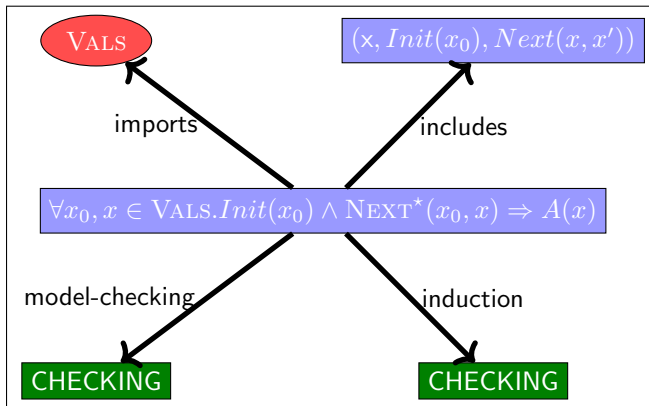 VALS
(x, Init(x₀), Next(x, x′))
imports
includes
∀x₀, x ∈ VALS.Init(x₀) ∧ NEXT⋆(x₀, x) ⇒ A(x)
model-checking
induction
CHECKING
CHECKING